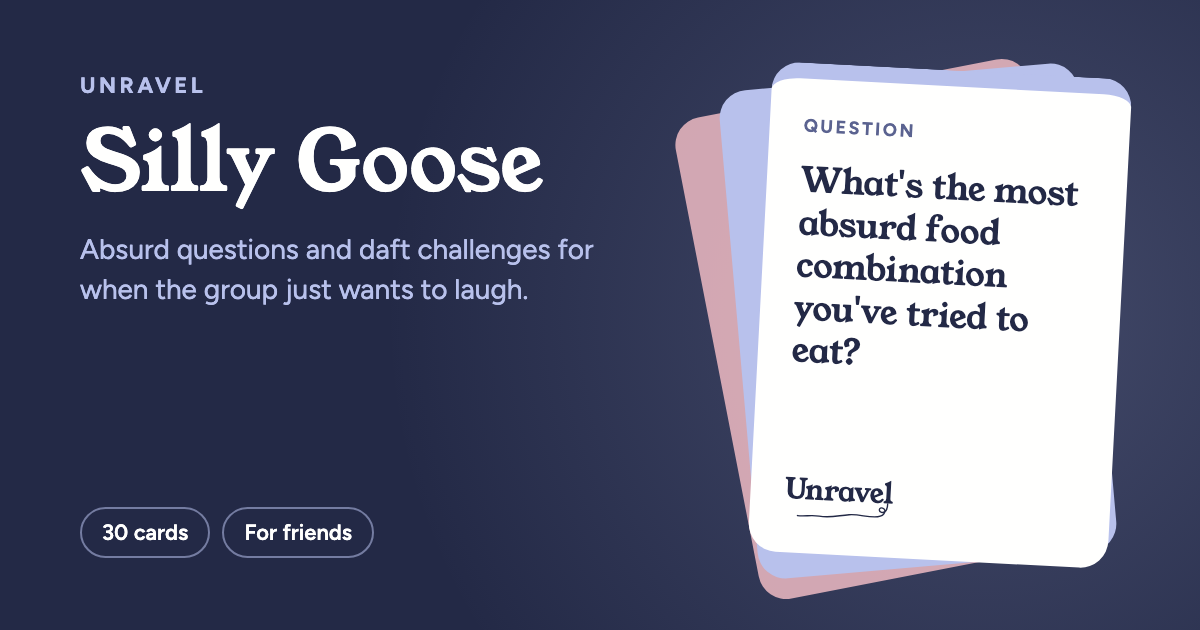 UNRAVEL
Silly Goose
Absurd questions and daft challenges for
when the group just wants to laugh.
30 cards
For friends
QUESTION
What's the most
absurd food
combination
you've tried to
eat?
Unravel